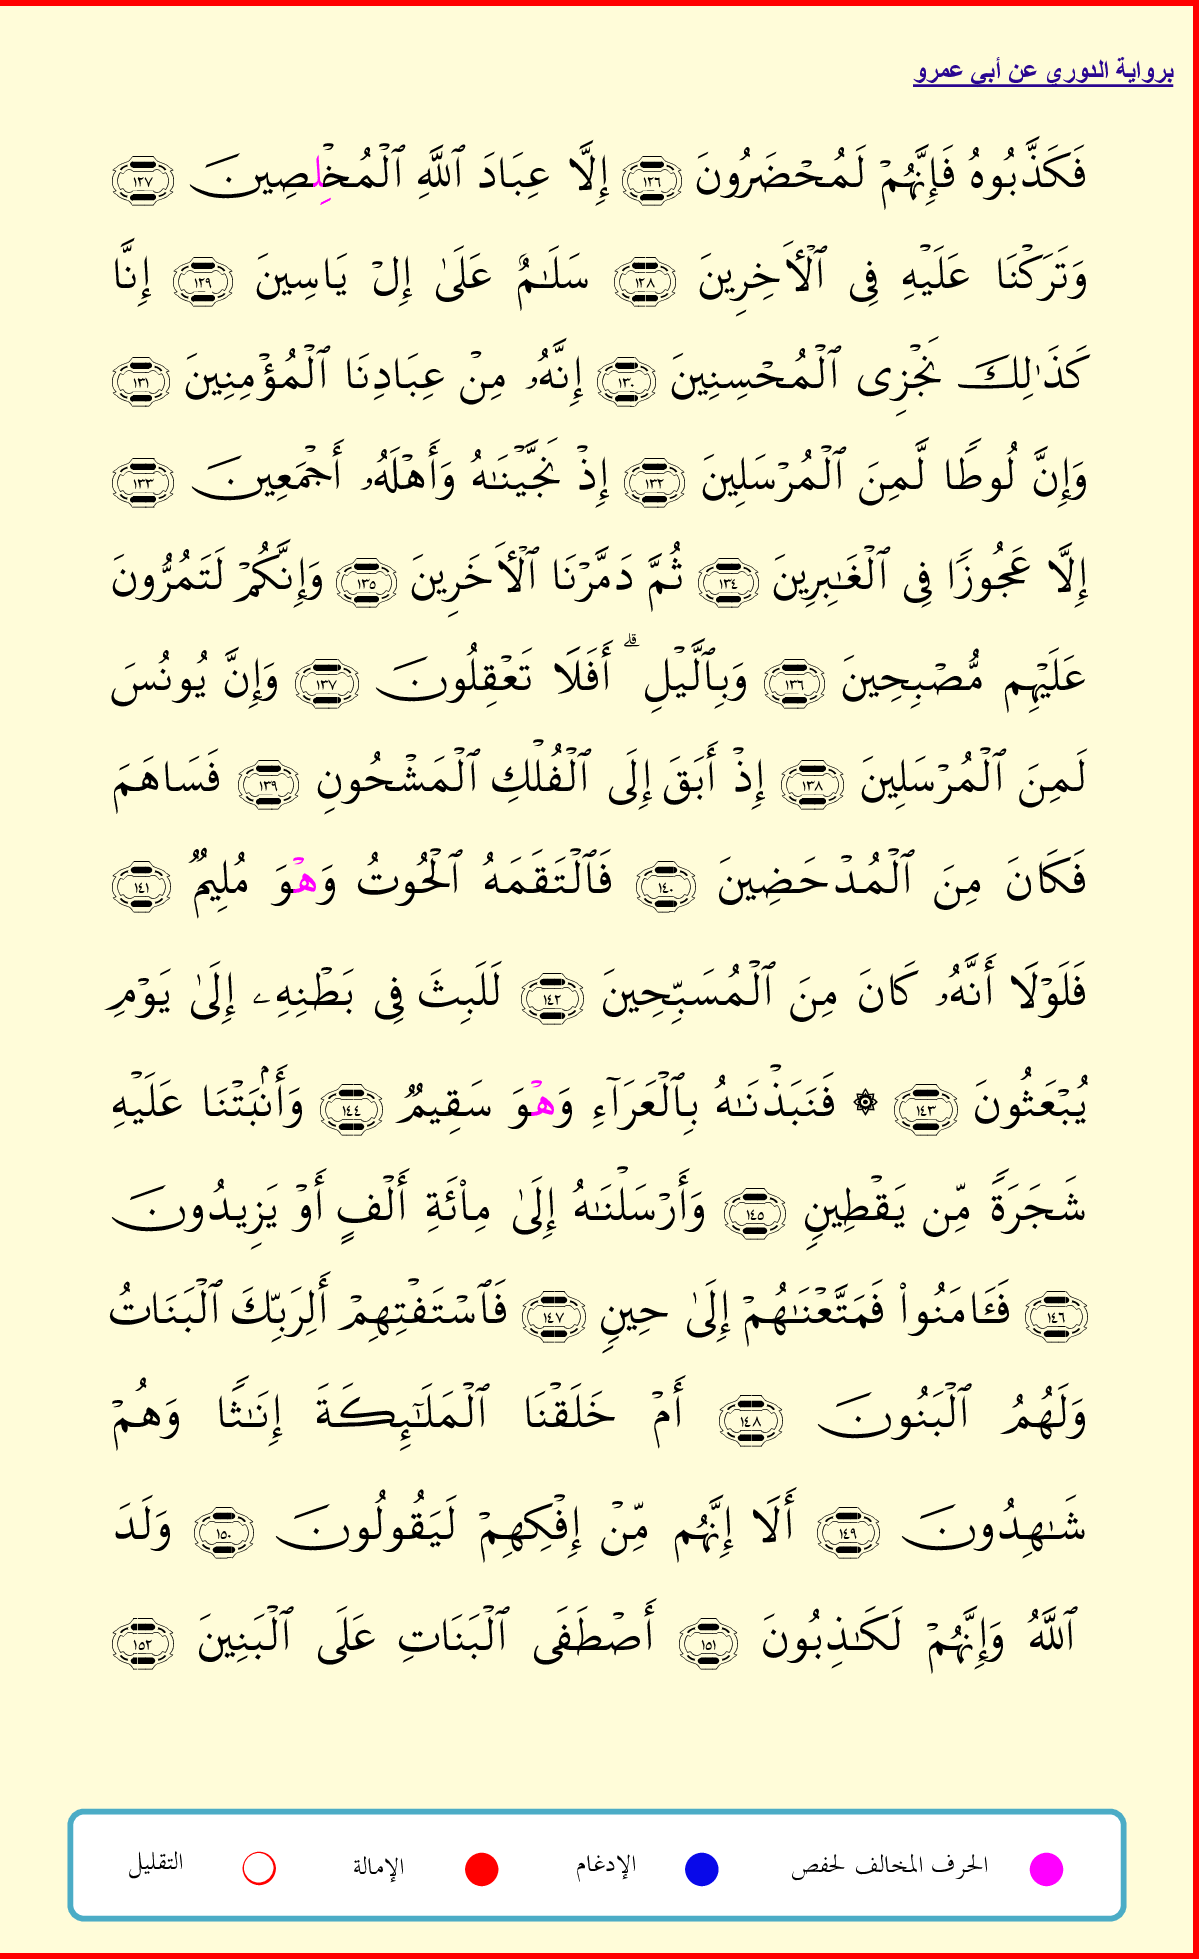 برواية الدوري عن أبي عمرو
فَكَذَّبُوهُ فَإِنَّهُمۡ لَمُحۡضَرُونَ ١٢٦ إِلَّا عِبَادَ ٱللَّهِ ٱلۡمُخۡلِصِينَ ١٢٧
وَتَرَكۡنَا عَلَيۡهِ فِي ٱلۡأٓخِرِينَ ١٢٨ سَلَٰمٌ عَلَىٰ إِلۡ يَاسِينَ ١٢٩ إِنَّا
كَذَٰلِكَ نَجۡزِي ٱلۡمُحۡسِنِينَ ١٣٠ إِنَّهُۥ مِنۡ عِبَادِنَا ٱلۡمُؤۡمِنِينَ ١٣١
وَإِنَّ لُوطٗا لَّمِنَ ٱلۡمُرۡسَلِينَ ١٣٢ إِذۡ نَجَّيۡنَٰهُ وَأَهۡلَهُۥ أَجۡمَعِينَ ١٣٣
إِلَّا عَجُوزٗا فِي ٱلۡغَٰبِرِينَ ١٣٤ ثُمَّ دَمَّرۡنَا ٱلۡأٓخَرِينَ ١٣٥ وَإِنَّكُمۡ لَتَمُرُّونَ
عَلَيۡهِم مُّصۡبِحِينَ ١٣٦ وَبِٱلَّيۡلِۚ أَفَلَا تَعۡقِلُونَ ١٣٧ وَإِنَّ يُونُسَ
لَمِنَ ٱلۡمُرۡسَلِينَ ١٣٨ إِذۡ أَبَقَ إِلَى ٱلۡفُلۡكِ ٱلۡمَشۡحُونِ ١٣٩ فَسَاهَمَ
فَكَانَ مِنَ ٱلۡمُدۡحَضِينَ ١٤٠ فَٱلۡتَقَمَهُ ٱلۡحُوتُ وَهۡوَ مُلِيمٞ ١٤١
فَلَوۡلَا أَنَّهُۥ كَانَ مِنَ ٱلۡمُسَبِّحِينَ ١٤٢ لَلَبِثَ فِي بَطۡنِهِۦ إِلَىٰ يَوۡمِ
يُبۡعَثُونَ ١٤٣ ۞ فَنَبَذۡنَٰهُ بِٱلۡعَرَآءِ وَهۡوَ سَقِيمٞ ١٤٤ وَأَنۢبَتۡنَا عَلَيۡهِ
شَجَرَةٗ مِّن يَقۡطِينٖ ١٤٥ وَأَرۡسَلۡنَٰهُ إِلَىٰ مِاْئَةِ أَلۡفٍ أَوۡ يَزِيدُونَ
١٤٦ فَـَٔامَنُواْ فَمَتَّعۡنَٰهُمۡ إِلَىٰ حِينٖ ١٤٧ فَٱسۡتَفۡتِهِمۡ أَلِرَبِّكَ ٱلۡبَنَاتُ
وَلَهُمُ ٱلۡبَنُونَ ١٤٨ أَمۡ خَلَقۡنَا ٱلۡمَلَٰٓئِكَةَ إِنَٰثٗا وَهُمۡ
شَٰهِدُونَ ١٤٩ أَلَا إِنَّهُم مِّنۡ إِفۡكِهِمۡ لَيَقُولُونَ ١٥٠ وَلَدَ
ٱللَّهُ وَإِنَّهُمۡ لَكَٰذِبُونَ ١٥١ أَصۡطَفَى ٱلۡبَنَاتِ عَلَى ٱلۡبَنِينَ ١٥٢
الحرف المخالف لحفص الإدغام الإمالة التقليل